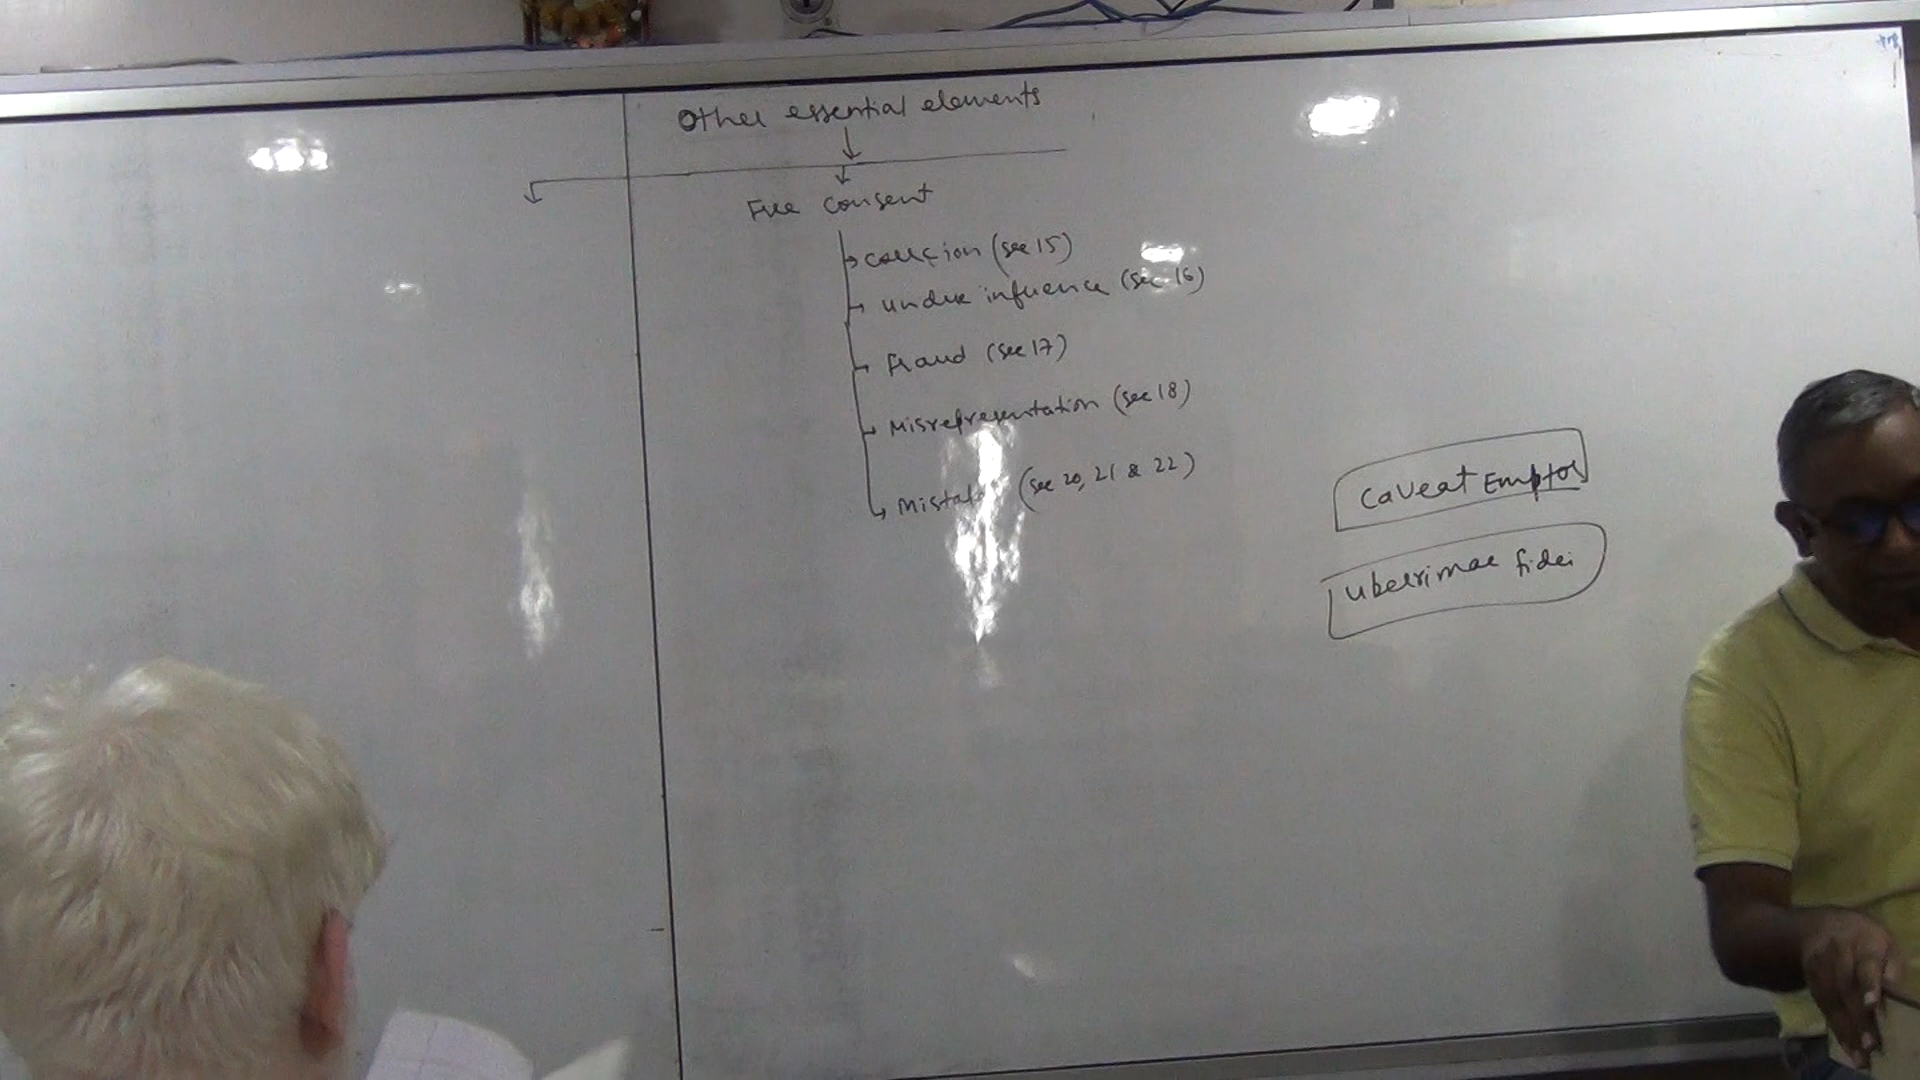 Other essential elements
Free consent
coercion (sec 15)
undue influence (sec 16)
Fraud (sec 17)
Misrepresentation (sec 18)
(sec 20, 21 & 22)
Caveat Emptor
uberrimae fidei